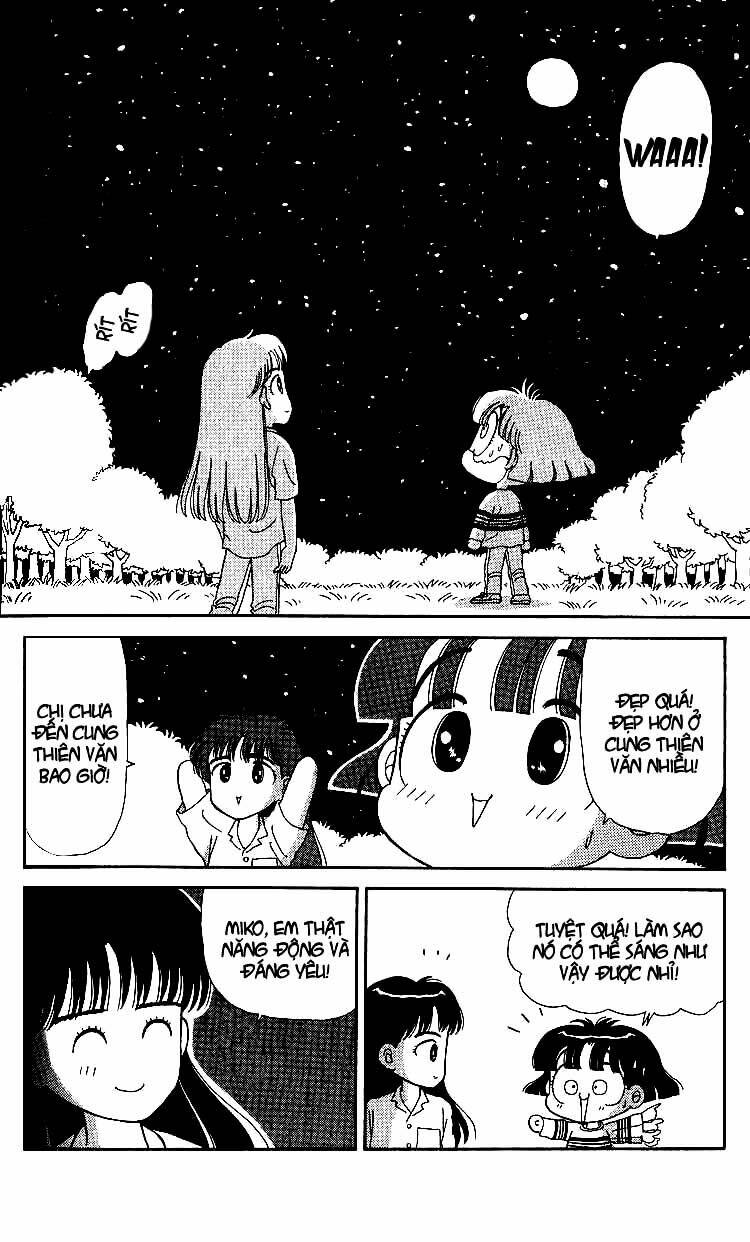 WAAA!
RÍT
RÍT
ĐẸP QUÁ!
ĐẸP HƠN Ở
CUNG THIÊN
VĂN NHIỀU!
CHỊ CHƯA
ĐẾN CUNG
THIÊN VĂN
BAO GIỜ!
TUYỆT QUÁ! LÀM SAO
NÓ CÓ THỂ SÁNG NHƯ
VẬY ĐƯỢC NHỈ!
MIKO, EM THẬT
NĂNG ĐỘNG VÀ
ĐÁNG YÊU!